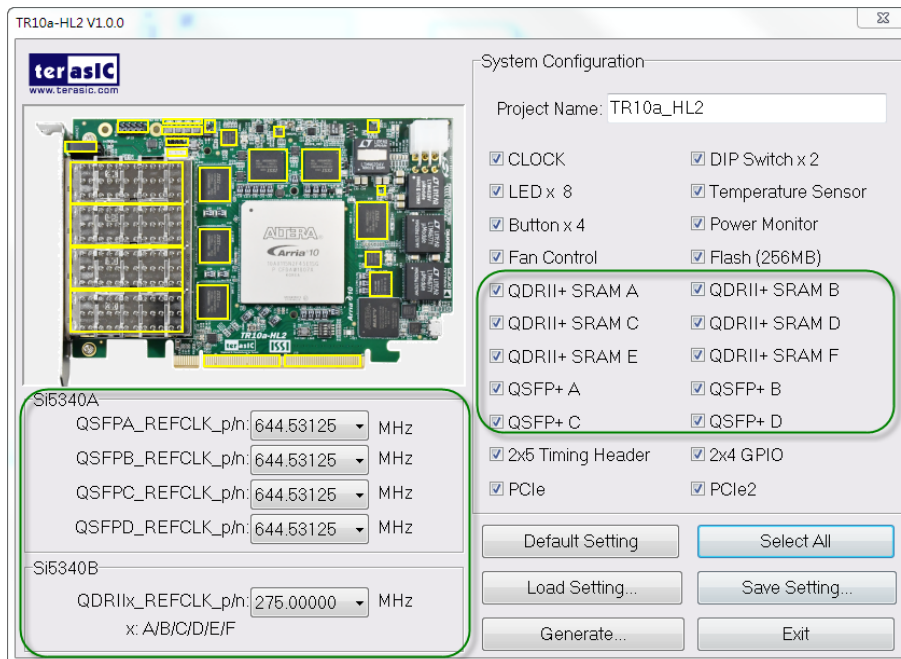 TR10a-HL2 V1.0.0
terasIC
www.terasic.com
ALTERA
Arria 10
TR10a-HL2
terasIC ISSI
Si5340A
QSFPA_REFCLK_p/n: 644.53125 MHz
QSFPB_REFCLK_p/n: 644.53125 MHz
QSFPC_REFCLK_p/n: 644.53125 MHz
QSFPD_REFCLK_p/n: 644.53125 MHz
Si5340B
QDRIIx_REFCLK_p/n: 275.00000 MHz
x: A/B/C/D/E/F
System Configuration
Project Name: TR10a_HL2
CLOCK DIP Switch x 2
LED x 8 Temperature Sensor
Button x 4 Power Monitor
Fan Control Flash (256MB)
QDRII+ SRAM A QDRII+ SRAM B
QDRII+ SRAM C QDRII+ SRAM D
QDRII+ SRAM E QDRII+ SRAM F
QSFP+ A QSFP+ B
QSFP+ C QSFP+ D
2x5 Timing Header 2x4 GPIO
PCIe PCIe2
Default Setting Select All
Load Setting... Save Setting...
Generate... Exit